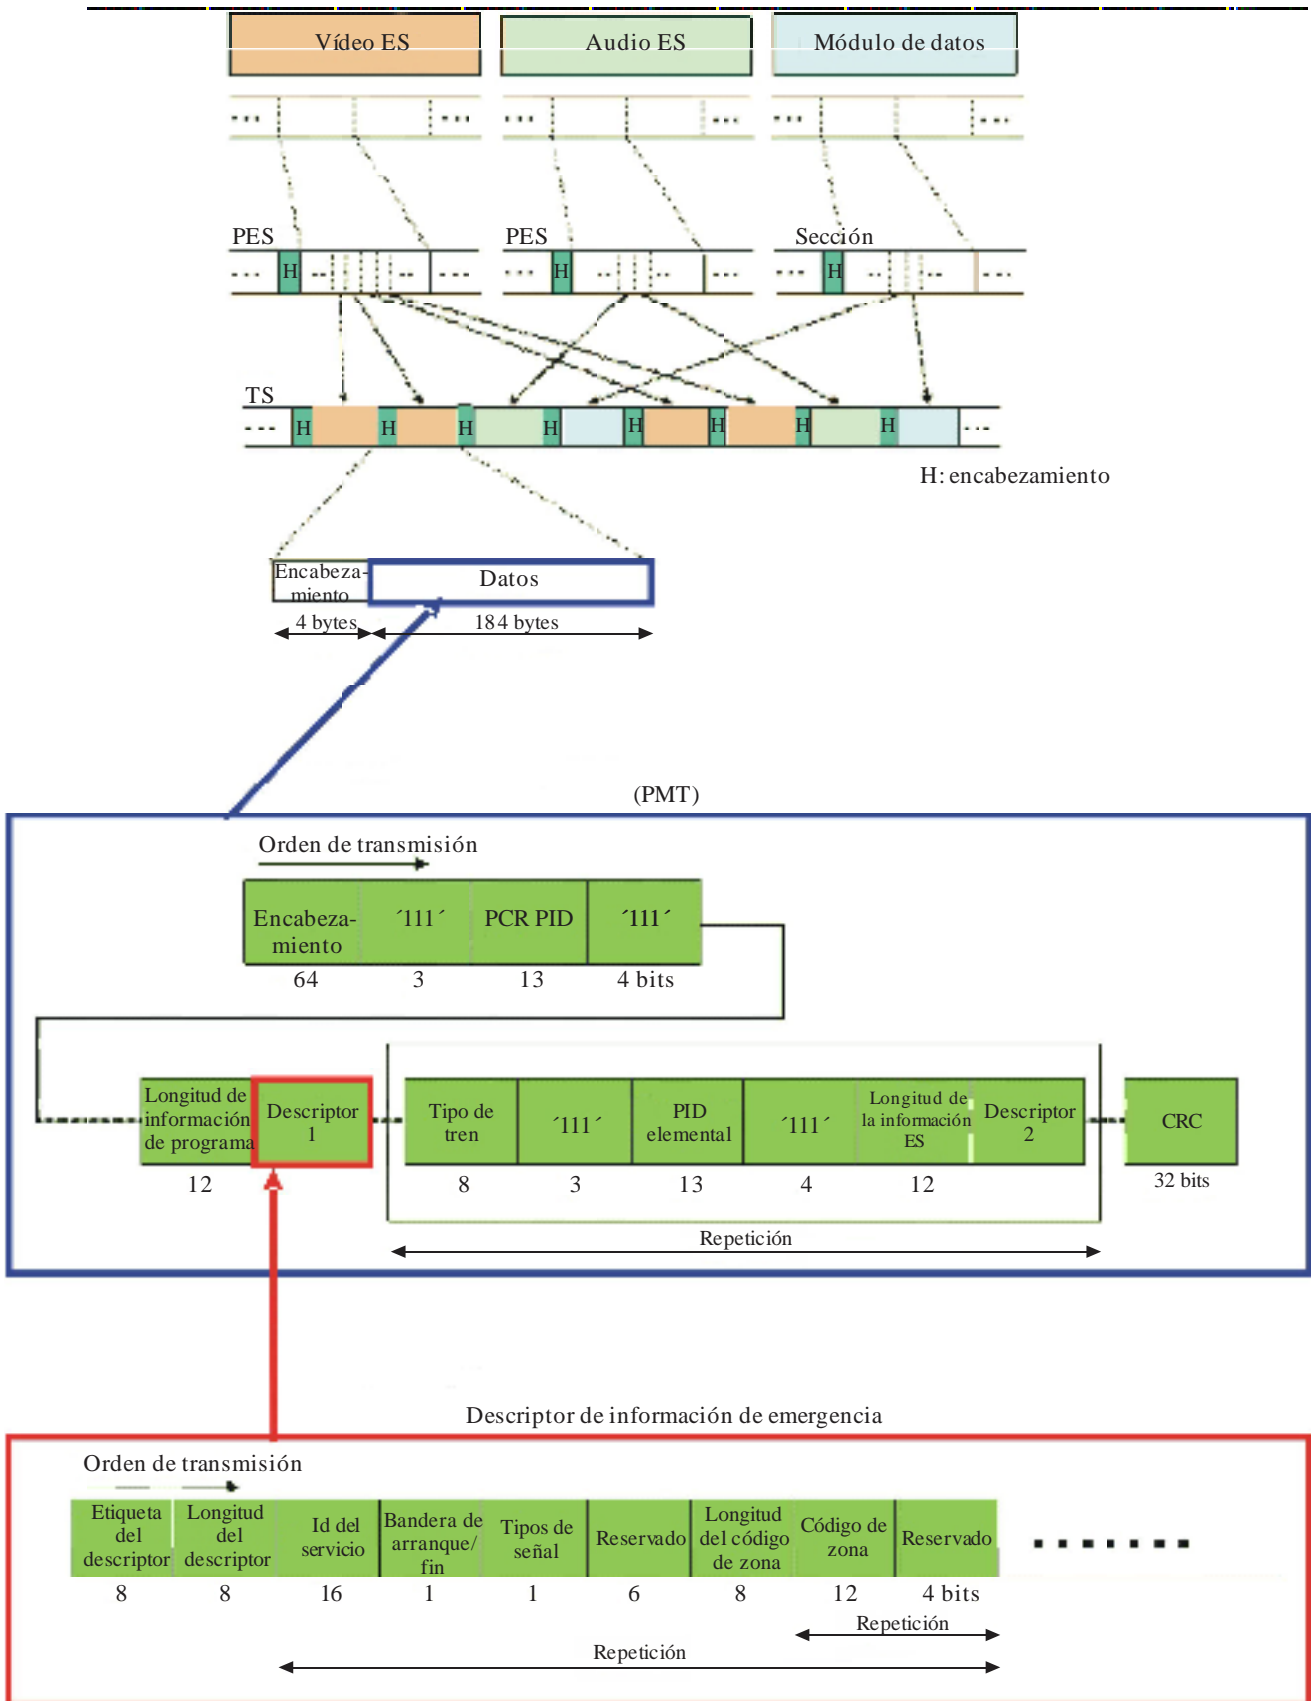 Vídeo ES
Audio ES
Módulo de datos
PES
PES
Sección
H
H
H
TS
H
H
H
H
H
H
H
H
H: encabezamiento
Encabeza-
miento
Datos
4 bytes
184 bytes
(PMT)
Orden de transmisión
Encabeza-
miento
´111´
PCR PID
´111´
64
3
13
4 bits
Longitud de
información
de programa
Descriptor
1
Tipo de
tren
´111´
PID
elemental
´111´
Longitud de
la información
ES
Descriptor
2
CRC
12
8
3
13
4
12
32 bits
Repetición
Descriptor de información de emergencia
Orden de transmisión
Etiqueta
del
descriptor
Longitud
del
descriptor
Id del
servicio
Bandera de
arranque/
fin
Tipos de
señal
Reservado
Longitud
del código
de zona
Código de
zona
Reservado
8
8
16
1
1
6
8
12
4 bits
Repetición
Repetición